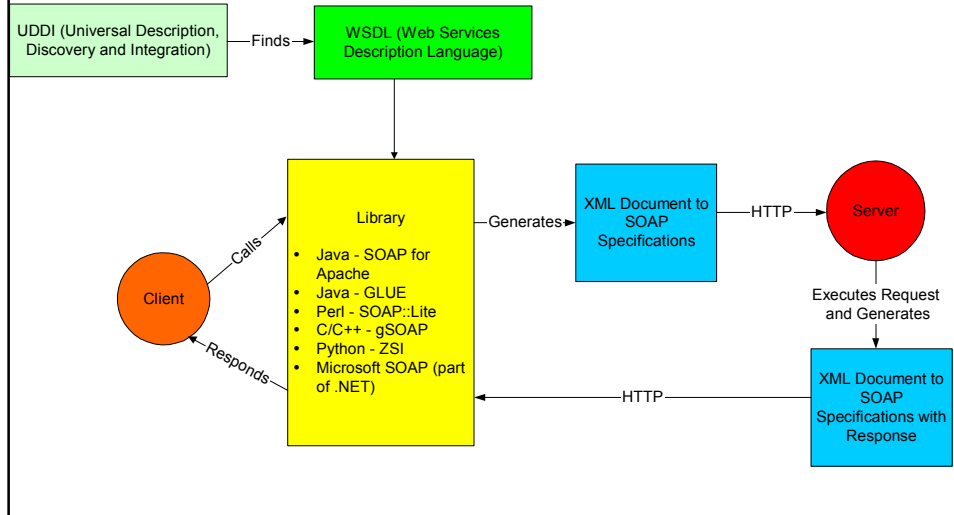 UDDI (Universal Description,
Discovery and Integration)
Finds
WSDL (Web Services
Description Language)
Library
• Java - SOAP for
Apache
• Java - GLUE
• Perl - SOAP::Lite
• C/C++ - gSOAP
• Python - ZSI
• Microsoft SOAP (part
of .NET)
Generates
XML Document to
SOAP
Specifications
HTTP
Server
Calls
Client
Responds
Executes Request
and Generates
XML Document to
SOAP
Specifications with
Response
HTTP